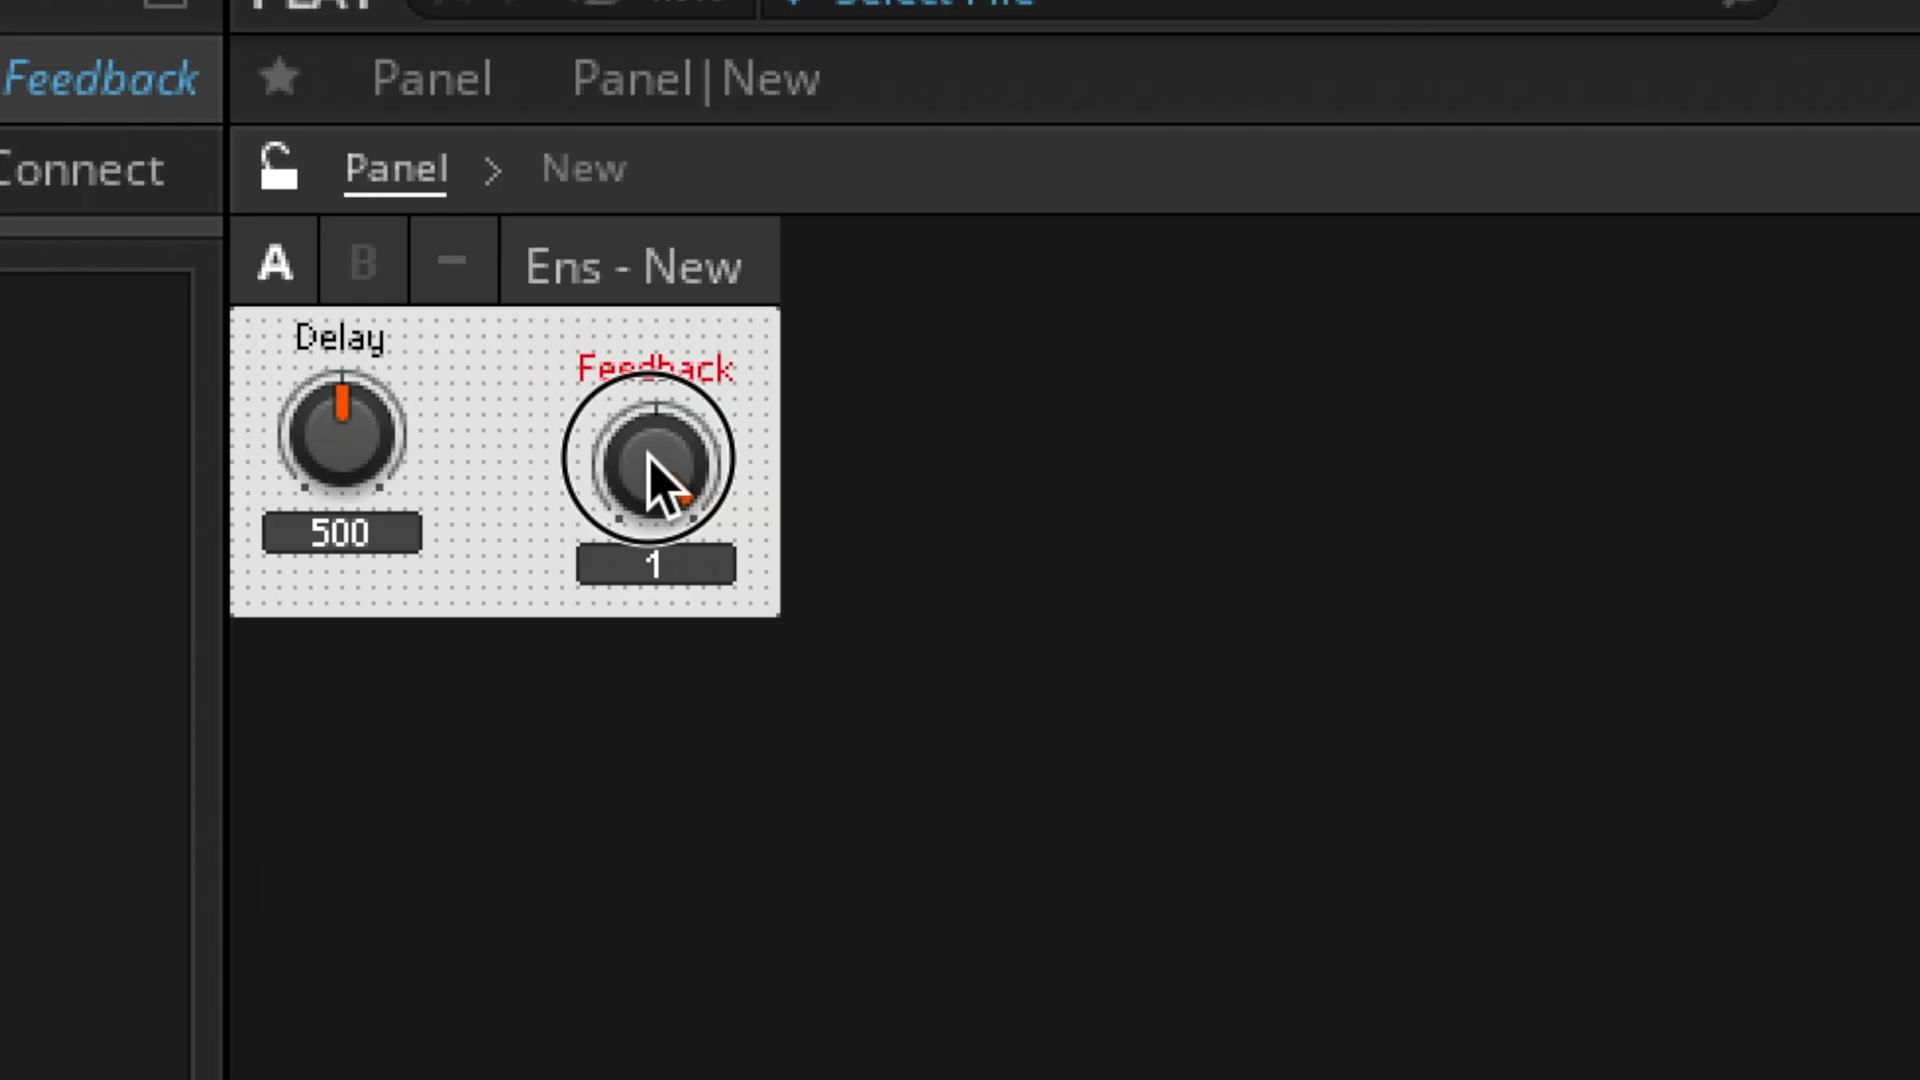 Feedback
Panel
Panel|New
Connect
Panel > New
A
B
Ens - New
Delay
Feedback
500
1